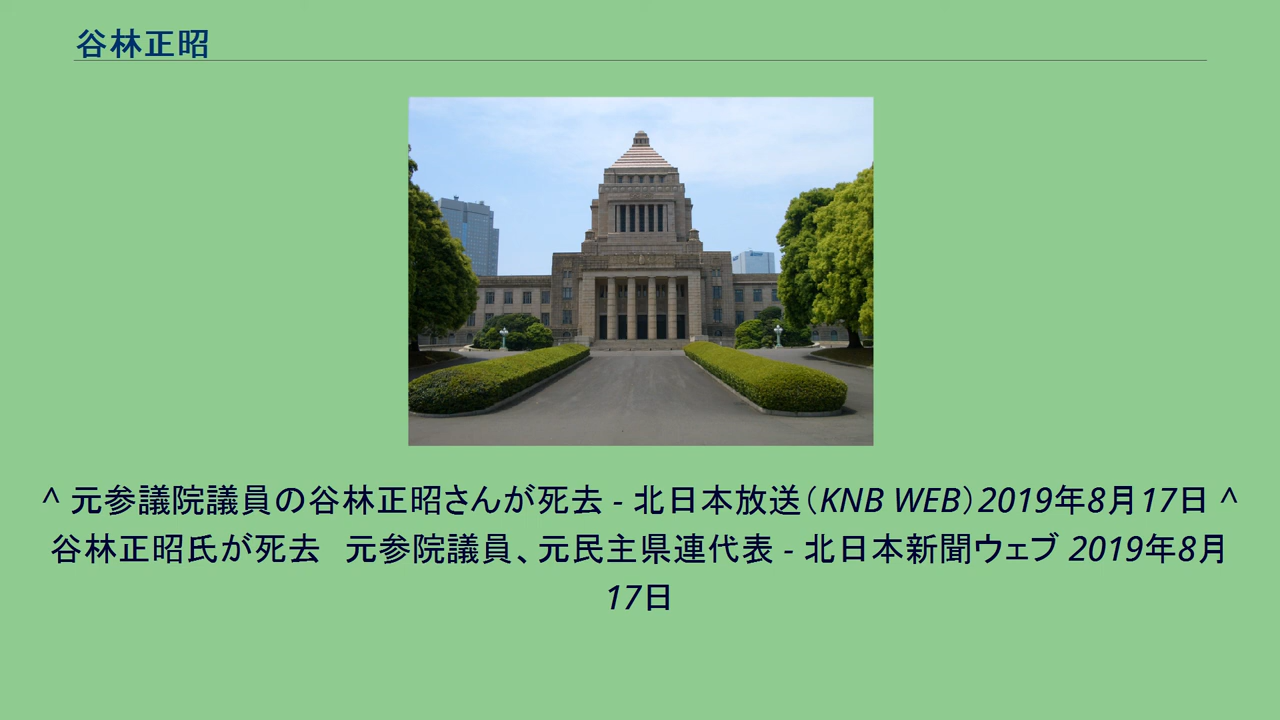 谷林正昭
^ 元参議院議員の谷林正昭さんが死去 - 北日本放送（KNB WEB）2019年8月17日 ^
谷林正昭氏が死去　元参院議員、元民主県連代表 - 北日本新聞ウェブ 2019年8月
17日